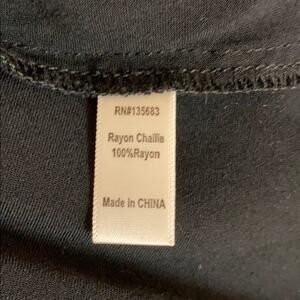 RN#135683
Rayon Challie
100%Rayon
Made in CHINA